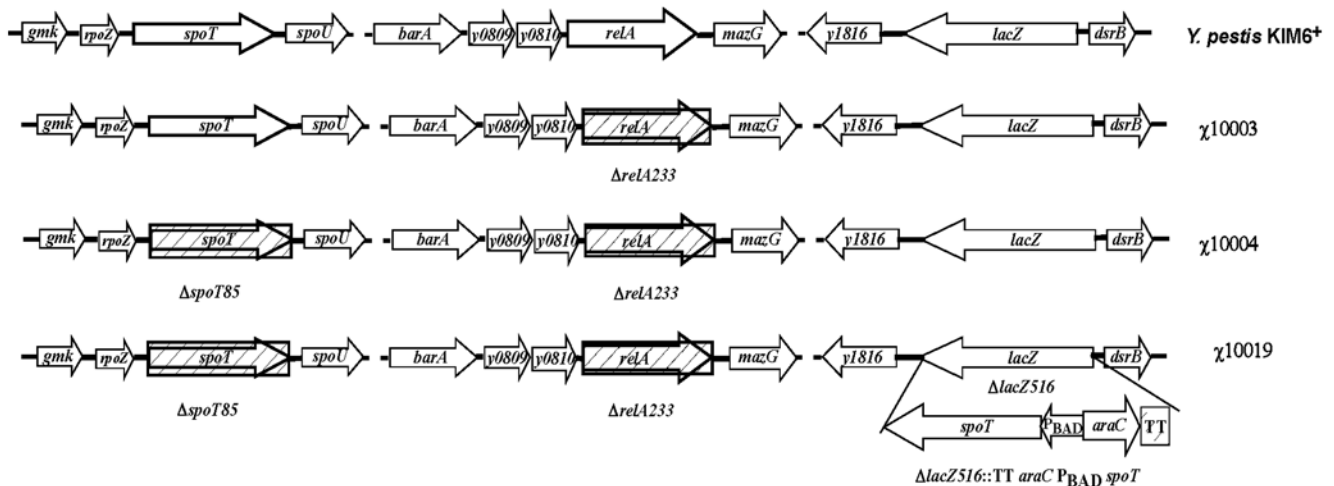 gmk rpoZ spoT spoU barA y0809 y0810 relA mazG y1816 lacZ dsrB Y. pestis KIM6+
gmk rpoZ spoT spoU barA y0809 y0810 relA mazG y1816 lacZ dsrB χ10003
ΔrelA233
gmk rpoZ spoT spoU barA y0809 y0810 relA mazG y1816 lacZ dsrB χ10004
ΔspoT85 ΔrelA233
gmk rpoZ spoT spoU barA y0809 y0810 relA mazG y1816 lacZ dsrB χ10019
ΔspoT85 ΔrelA233 ΔlacZ516
spoT PBAD araC TT
ΔlacZ516::TT araC PBAD spoT